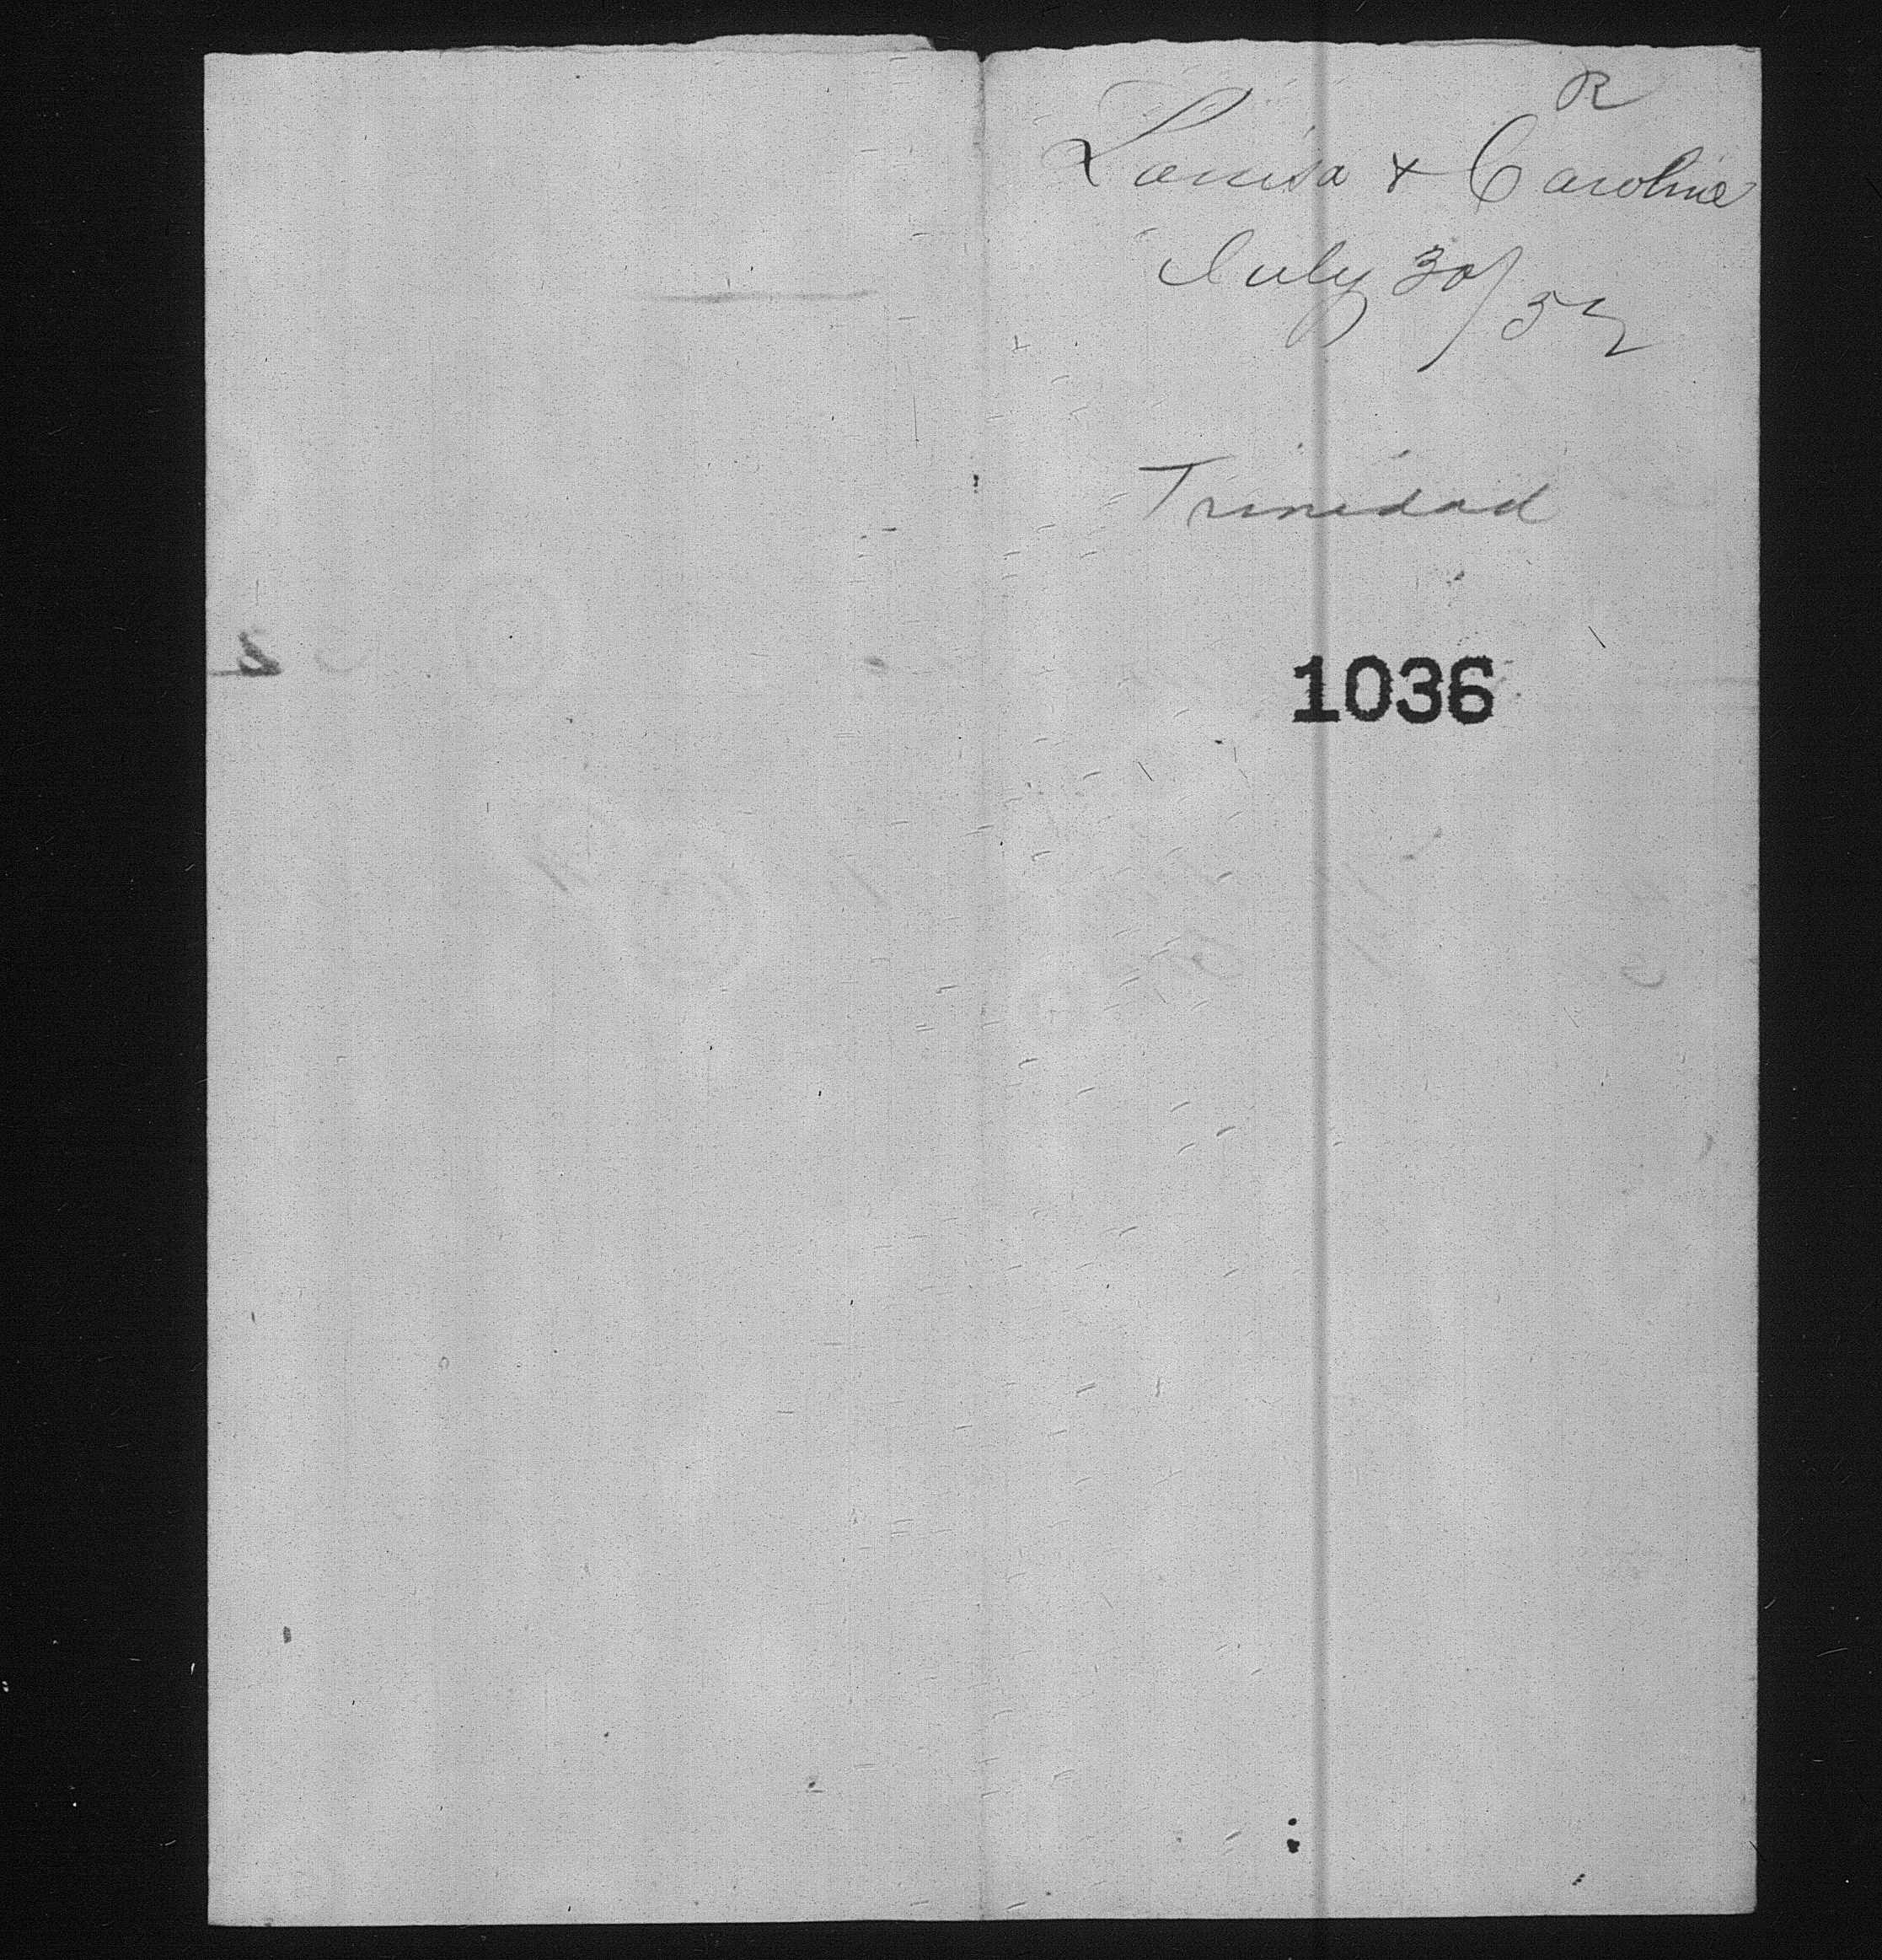 R
Louisa & Caroline
July 30/52
Trinidad
1036